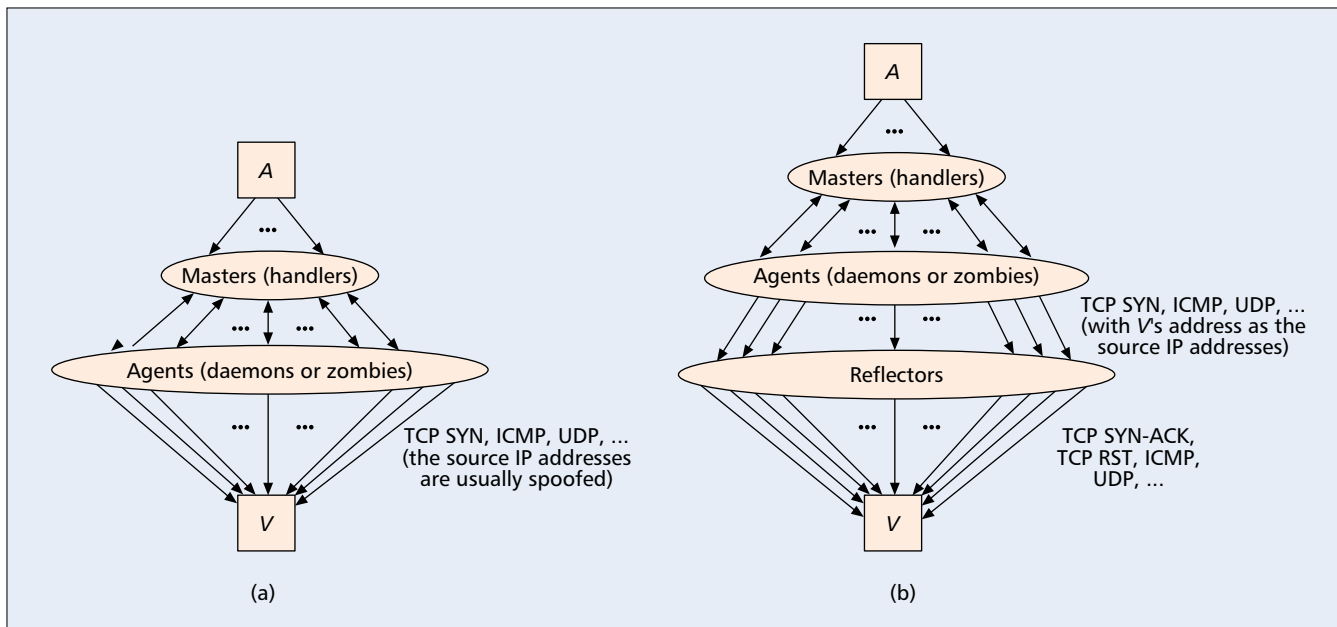 A
...
Masters (handlers)
... ...
Agents (daemons or zombies)
... ...
TCP SYN, ICMP, UDP, ...
(the source IP addresses
are usually spoofed)
V
(a)
A
...
Masters (handlers)
... ...
Agents (daemons or zombies)
... ...
TCP SYN, ICMP, UDP, ...
(with V's address as the
source IP addresses)
Reflectors
... ...
TCP SYN-ACK,
TCP RST, ICMP,
UDP, ...
V
(b)